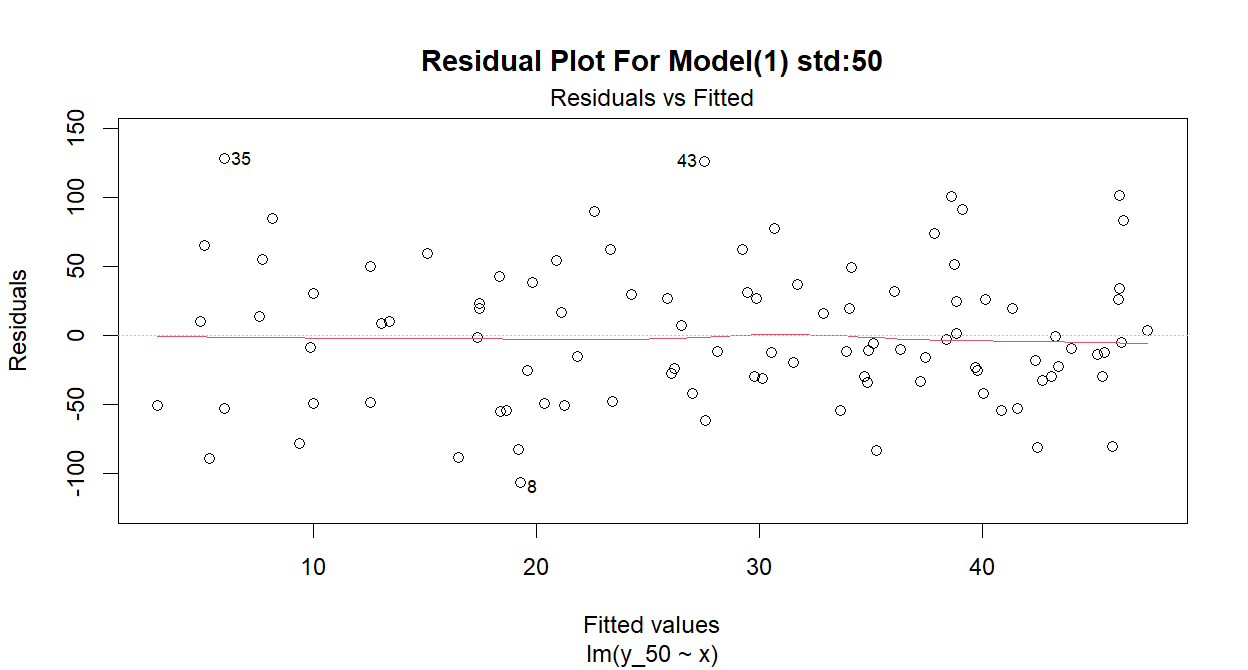 Residual Plot For Model(1) std:50
Residuals vs Fitted
150
100
50
0
-50
-100
Residuals
35
43
8
10
20
30
40
Fitted values
lm(y_50 ~ x)